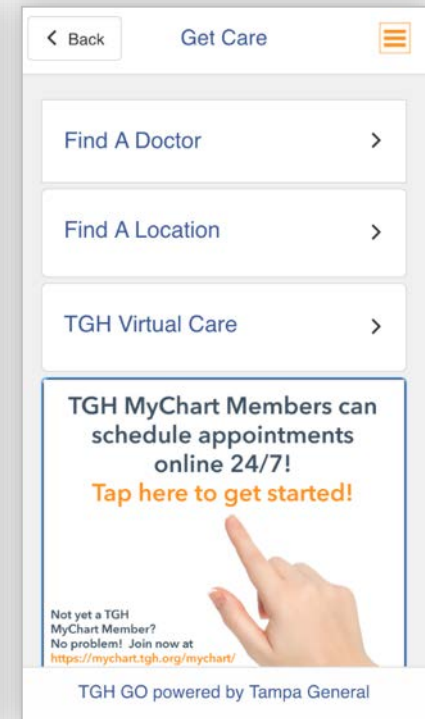 Back
Get Care
Find A Doctor
Find A Location
TGH Virtual Care
TGH MyChart Members can
schedule appointments
online 24/7!
Tap here to get started!
Not yet a TGH
MyChart Member?
No problem! Join now at
https://mychart.tgh.org/mychart/
TGH GO powered by Tampa General